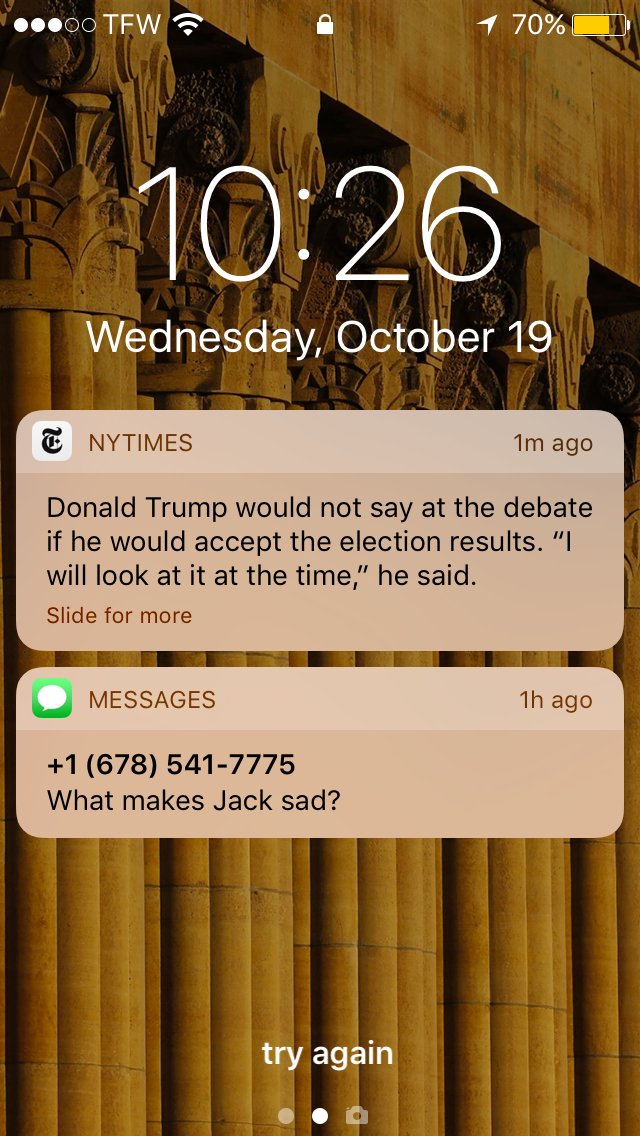 TFW 70%
10:26
Wednesday, October 19
NYTIMES 1m ago
Donald Trump would not say at the debate
if he would accept the election results. “I
will look at it at the time,” he said.
Slide for more
MESSAGES 1h ago
+1 (678) 541-7775
What makes Jack sad?
try again